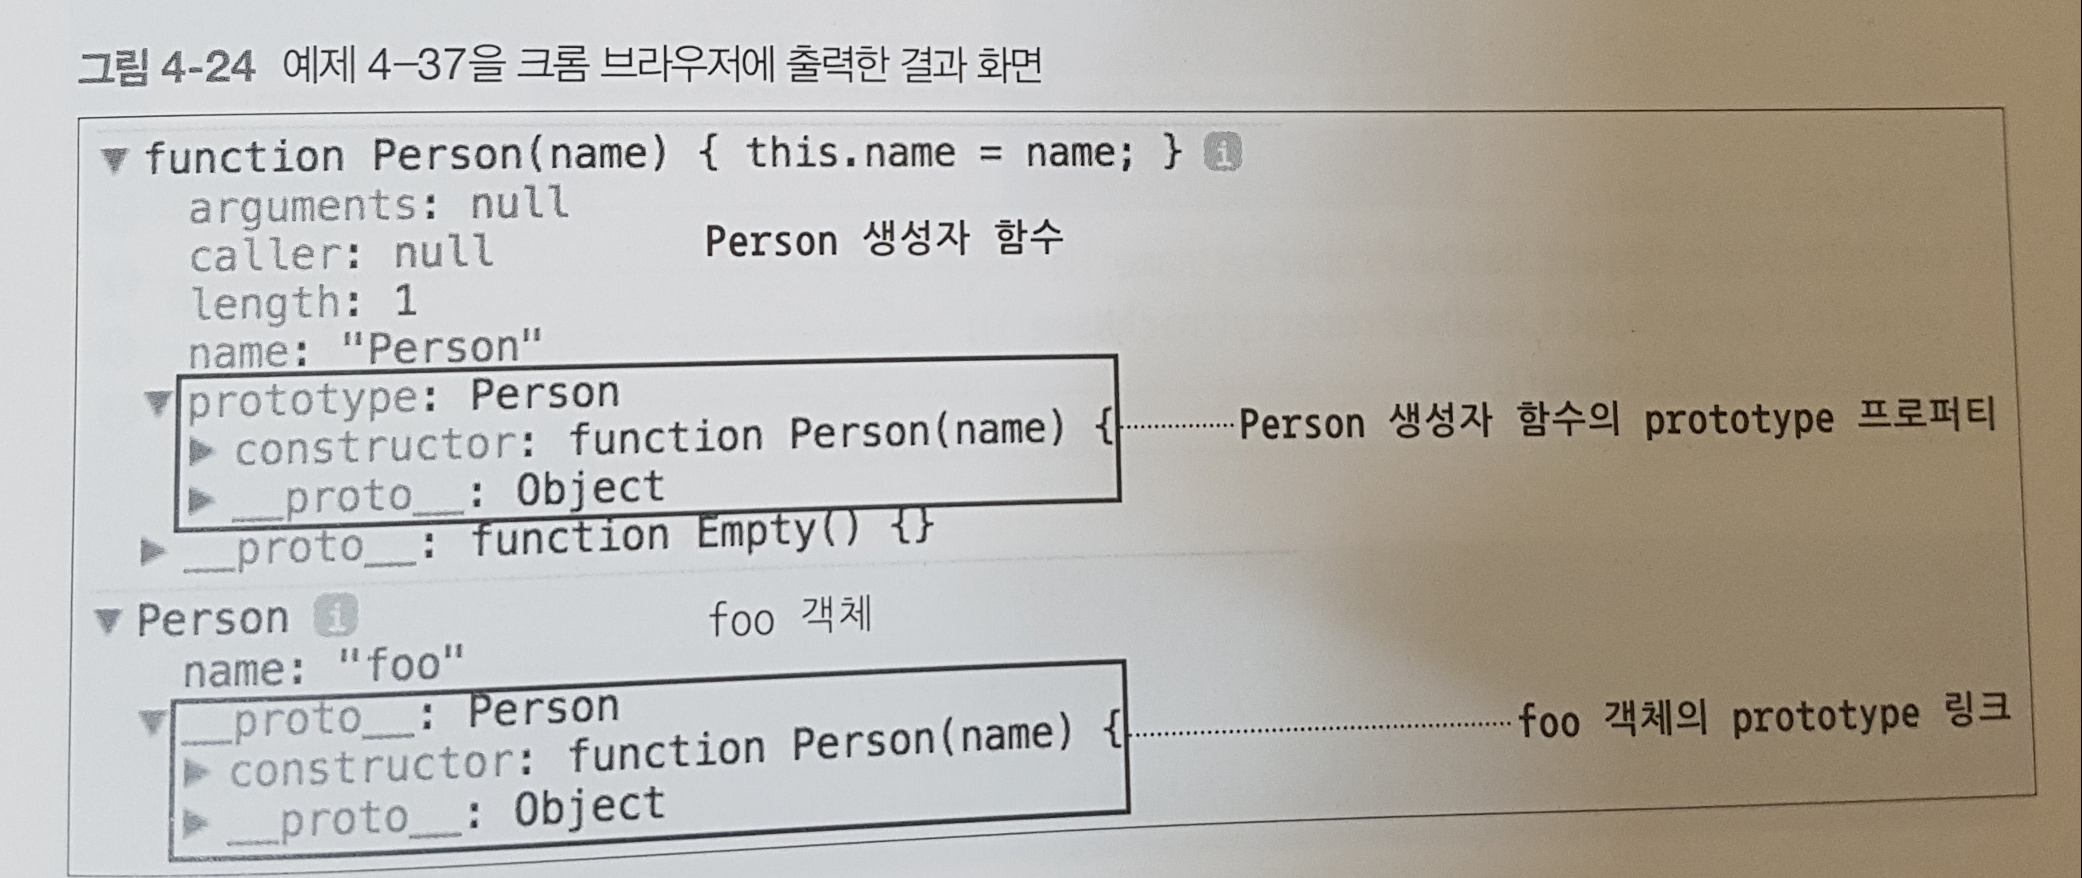 그림 4-24 예제 4-37을 크롬 브라우저에 출력한 결과 화면
▼ function Person(name) { this.name = name; } i
arguments: null
caller: null
Person 생성자 함수
length: 1
name: "Person"
▼ prototype: Person
▶ constructor: function Person(name) { Person 생성자 함수의 prototype 프로퍼티
▶ __proto__: Object
▶ __proto__: function Empty() {}
▼ Person i
foo 객체
name: "foo"
▼ __proto__: Person
▶ constructor: function Person(name) { foo 객체의 prototype 링크
▶ __proto__: Object